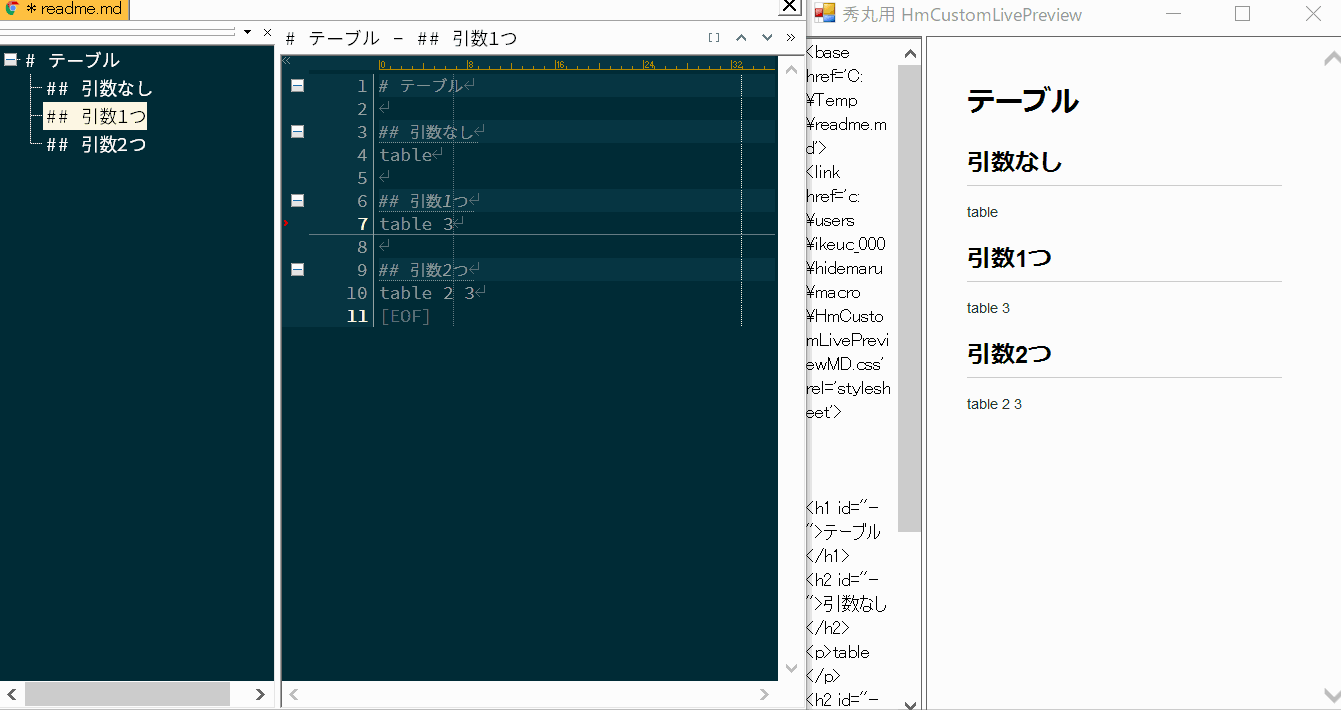 * readme.md
# テーブル
## 引数なし
## 引数1つ
## 引数2つ
# テーブル - ## 引数1つ
0 8 16 24 32
1 # テーブル↵
2 ↵
3 ## 引数なし↵
4 table↵
5 ↵
6 ## 引数1つ↵
7 table 3↵
8 ↵
9 ## 引数2つ↵
10 table 2 3↵
11 [EOF]
秀丸用 HmCustomLivePreview
<base
href='C:
¥Temp
¥readme.m
d'>
<link
href='c:
¥users
¥ikeuc_000
¥hidemaru
¥macro
¥HmCusto
mLivePrevi
ewMD.css'
rel='stylesh
eet'>
<h1 id="-
">テーブル
</h1>
<h2 id="-
">引数なし
</h2>
<p>table
</p>
<h2 id="-
テーブル
引数なし
table
引数1つ
table 3
引数2つ
table 2 3